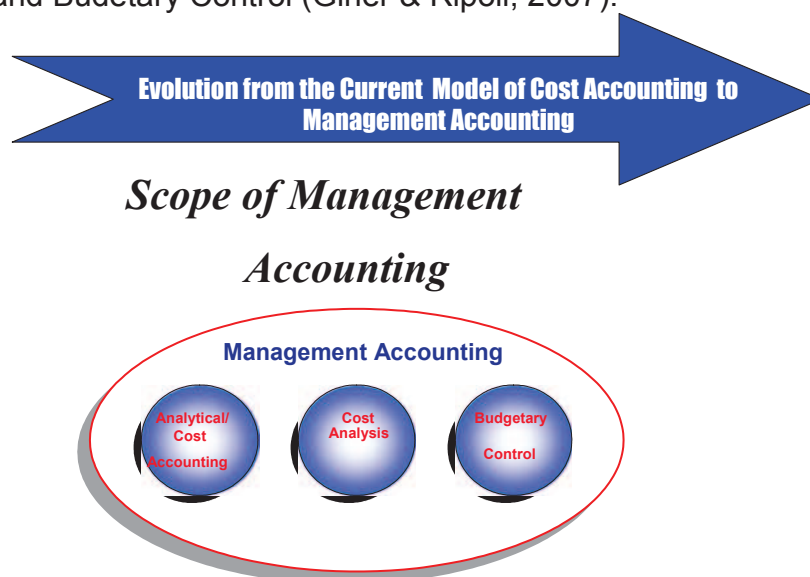 and Budetary Control (Giner & Ripoll, 2007).
Evolution from the Current Model of Cost Accounting to
Management Accounting
Scope of Management
Accounting
Management Accounting
Analytical/
Cost
Accounting
Cost
Analysis
Budgetary
Control